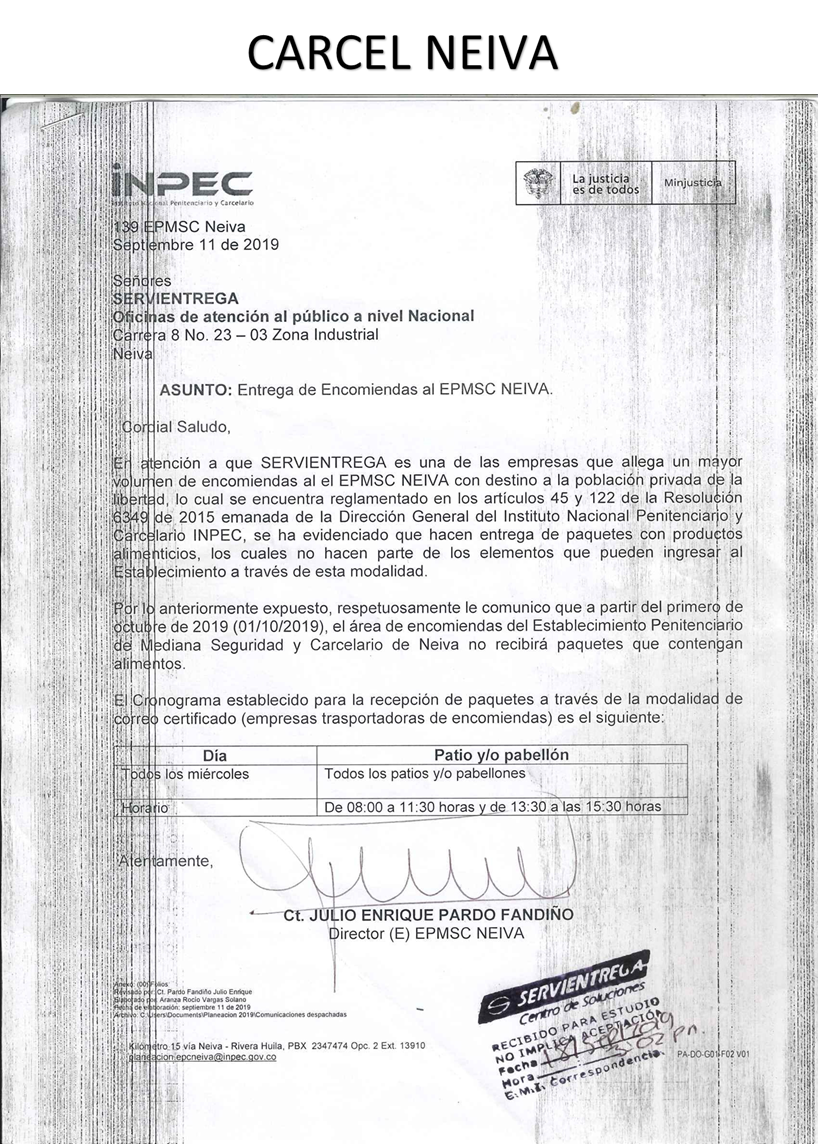 CARCEL NEIVA
INPEC
Instituto Nacional Penitenciario y Carcelario
La justicia
es de todos
Minjusticia
139 EPMSC Neiva
Septiembre 11 de 2019
Señores
SERVIENTREGA
Oficinas de atención al público a nivel Nacional
Carrera 8 No. 23 – 03 Zona Industrial
Neiva
ASUNTO: Entrega de Encomiendas al EPMSC NEIVA.
Cordial Saludo,
En atención a que SERVIENTREGA es una de las empresas que allega un mayor
volumen de encomiendas al el EPMSC NEIVA con destino a la población privada de la
libertad, lo cual se encuentra reglamentado en los artículos 45 y 122 de la Resolución
6349 de 2015 emanada de la Dirección General del Instituto Nacional Penitenciario y
Carcelario INPEC, se ha evidenciado que hacen entrega de paquetes con productos
alimenticios, los cuales no hacen parte de los elementos que pueden ingresar al
Establecimiento a través de esta modalidad.
Por lo anteriormente expuesto, respetuosamente le comunico que a partir del primero de
octubre de 2019 (01/10/2019), el área de encomiendas del Establecimiento Penitenciario
de Mediana Seguridad y Carcelario de Neiva no recibirá paquetes que contengan
alimentos.
El Cronograma establecido para la recepción de paquetes a través de la modalidad de
correo certificado (empresas trasportadoras de encomiendas) es el siguiente:
Día Patio y/o pabellón
Todos los miércoles Todos los patios y/o pabellones
Horario De 08:00 a 11:30 horas y de 13:30 a las 15:30 horas
Atentamente,
Ct. JULIO ENRIQUE PARDO FANDIÑO
Director (E) EPMSC NEIVA
Anexo: (00) Folios
Revisado por: Ct. Pardo Fandiño Julio Enrique
Elaborado por: Aranza Rocío Vargas Solano
Fecha de elaboración: septiembre 11 de 2019
Archivo: C:\Users\Documents\Planeacion 2019\Comunicaciones despachadas
Kilómetro 15 vía Neiva - Rivera Huila, PBX 2347474 Opc. 2 Ext. 13910
planeacion.epcneiva@inpec.gov.co
SERVIENTREGA
Centro de Soluciones
RECIBIDO PARA ESTUDIO
NO IMPLICA ACEPTACIÓN
Fecha
Hora 3:02 pm.
E.M.I. Correspondencia.
PA-DO-G01-F02 V01